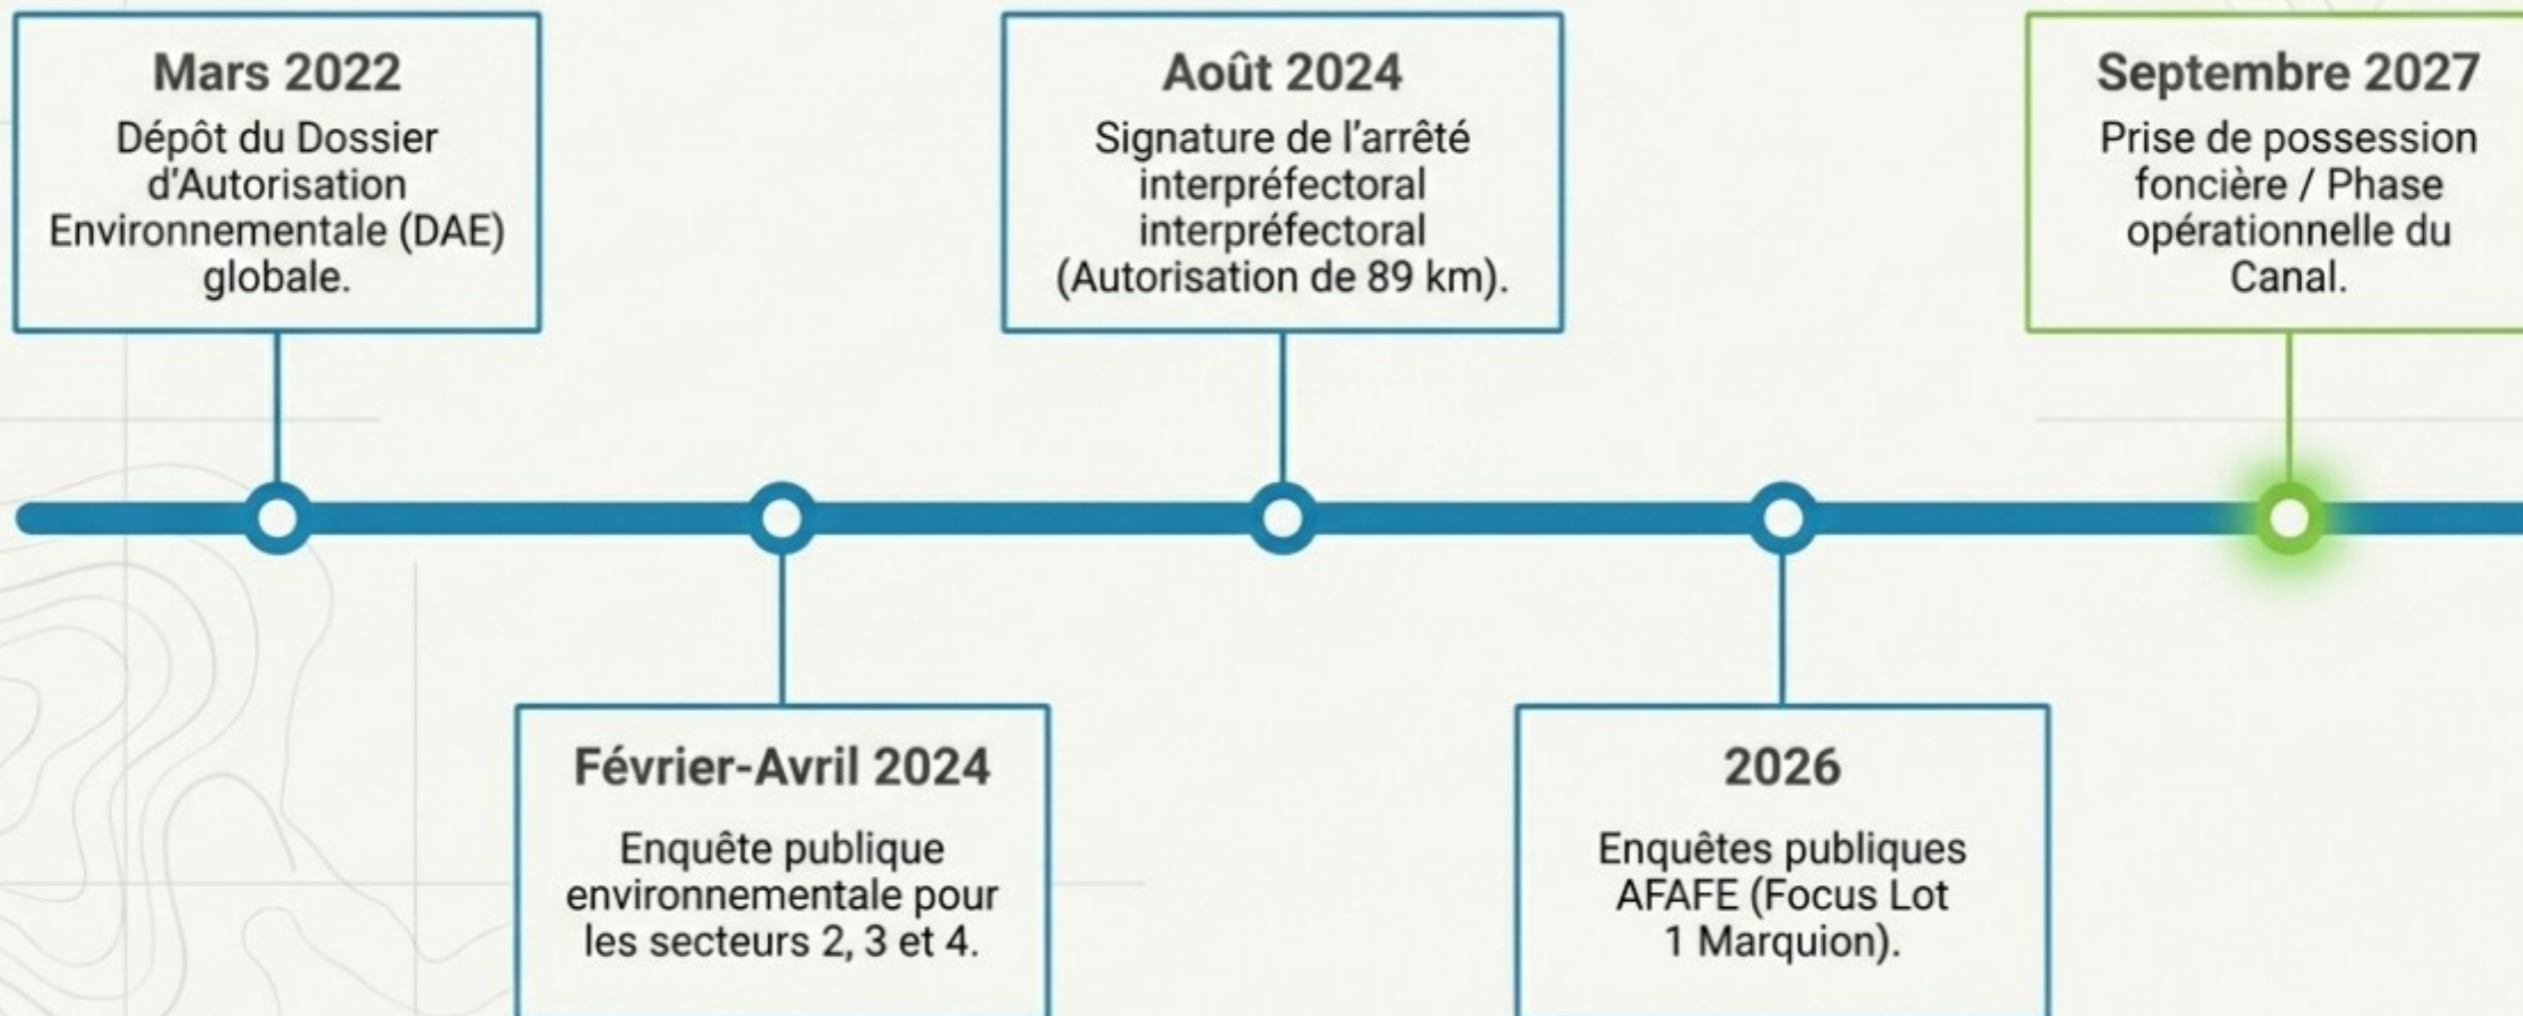 Mars 2022
Dépôt du Dossier
d'Autorisation
Environnementale (DAE)
globale.
Février-Avril 2024
Enquête publique
environnementale pour
les secteurs 2, 3 et 4.
Août 2024
Signature de l'arrêté
interpréfectoral
interpréfectoral
(Autorisation de 89 km).
2026
Enquêtes publiques
AFAFE (Focus Lot
1 Marquion).
Septembre 2027
Prise de possession
foncière / Phase
opérationnelle du
Canal.